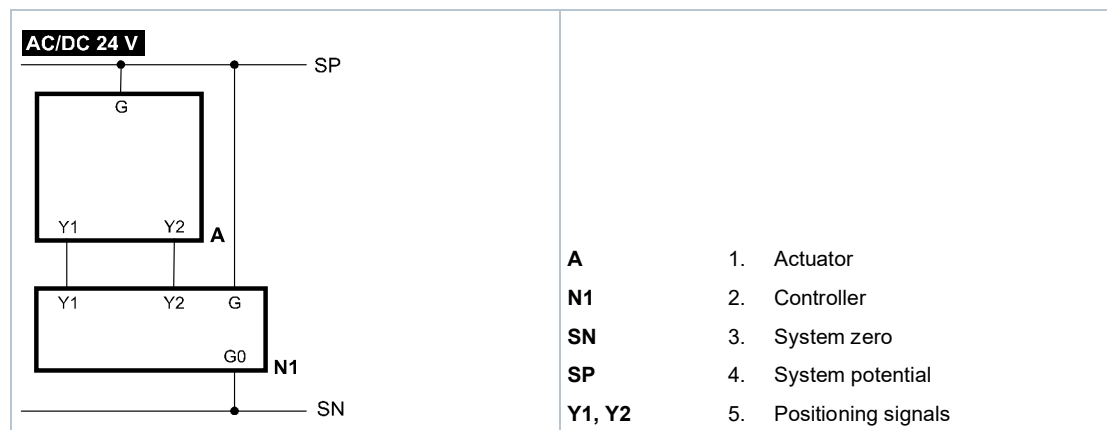 AC/DC 24 V
SP
G
Y1 Y2
A
Y1 Y2 G
G0
N1
SN
A 1. Actuator
N1 2. Controller
SN 3. System zero
SP 4. System potential
Y1, Y2 5. Positioning signals